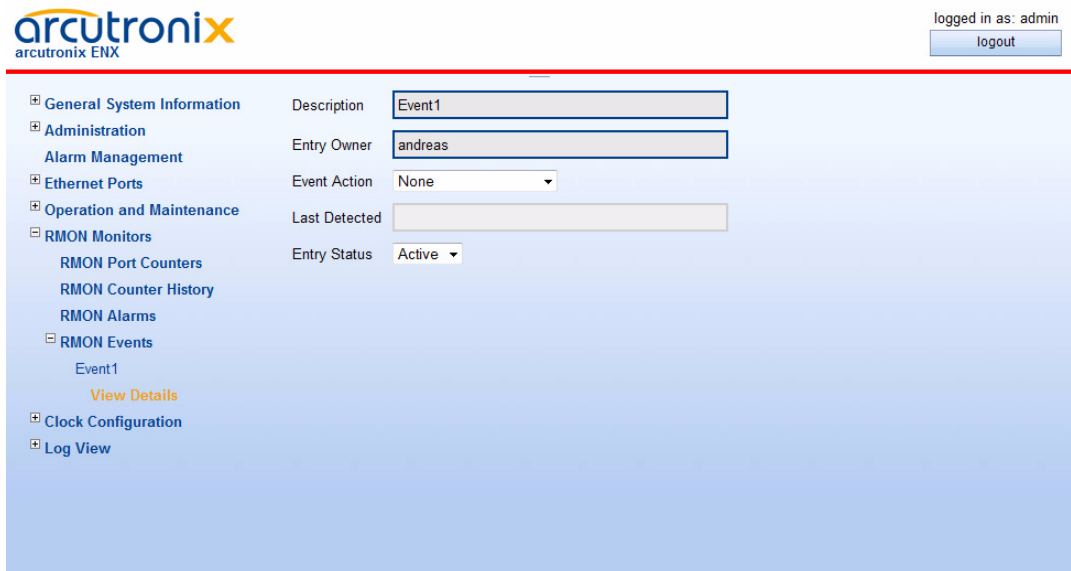 arcutronix
arcutronix ENX
logged in as: admin
logout
General System Information
Administration
Alarm Management
Ethernet Ports
Operation and Maintenance
RMON Monitors
RMON Port Counters
RMON Counter History
RMON Alarms
RMON Events
Event1
View Details
Clock Configuration
Log View
Description Event1
Entry Owner andreas
Event Action None
Last Detected
Entry Status Active